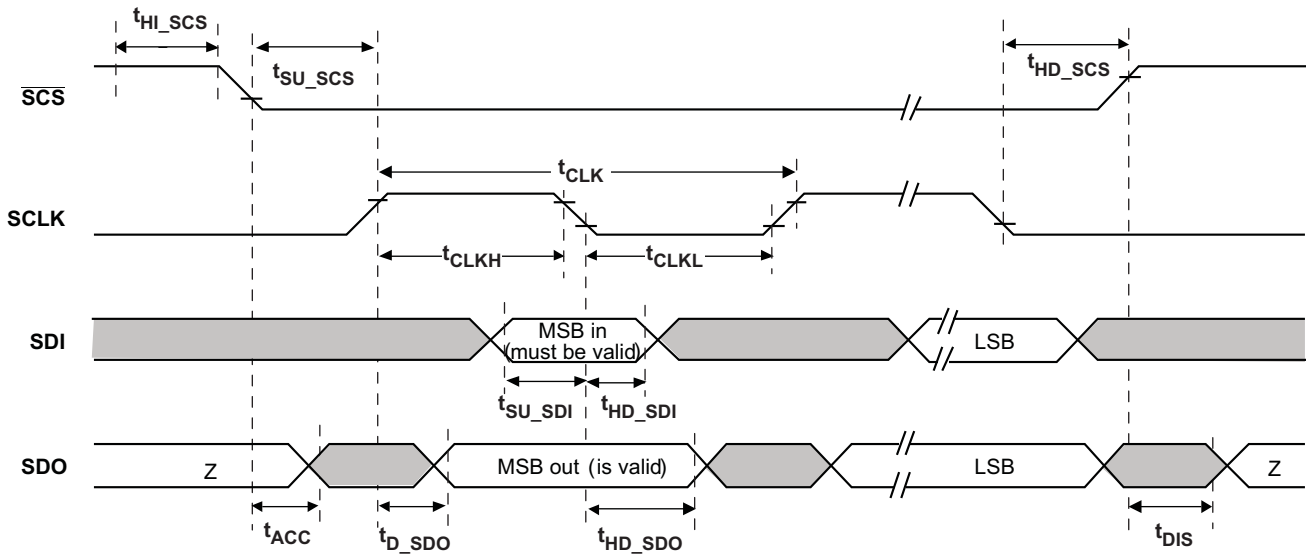 tHI_SCS
tSU_SCS
tHD_SCS
SCS
tCLK
SCLK
tCLKH
tCLKL
SDI
MSB in
(must be valid)
LSB
tSU_SDI
tHD_SDI
SDO
Z
MSB out (is valid)
LSB
Z
tACC
tD_SDO
tHD_SDO
tDIS